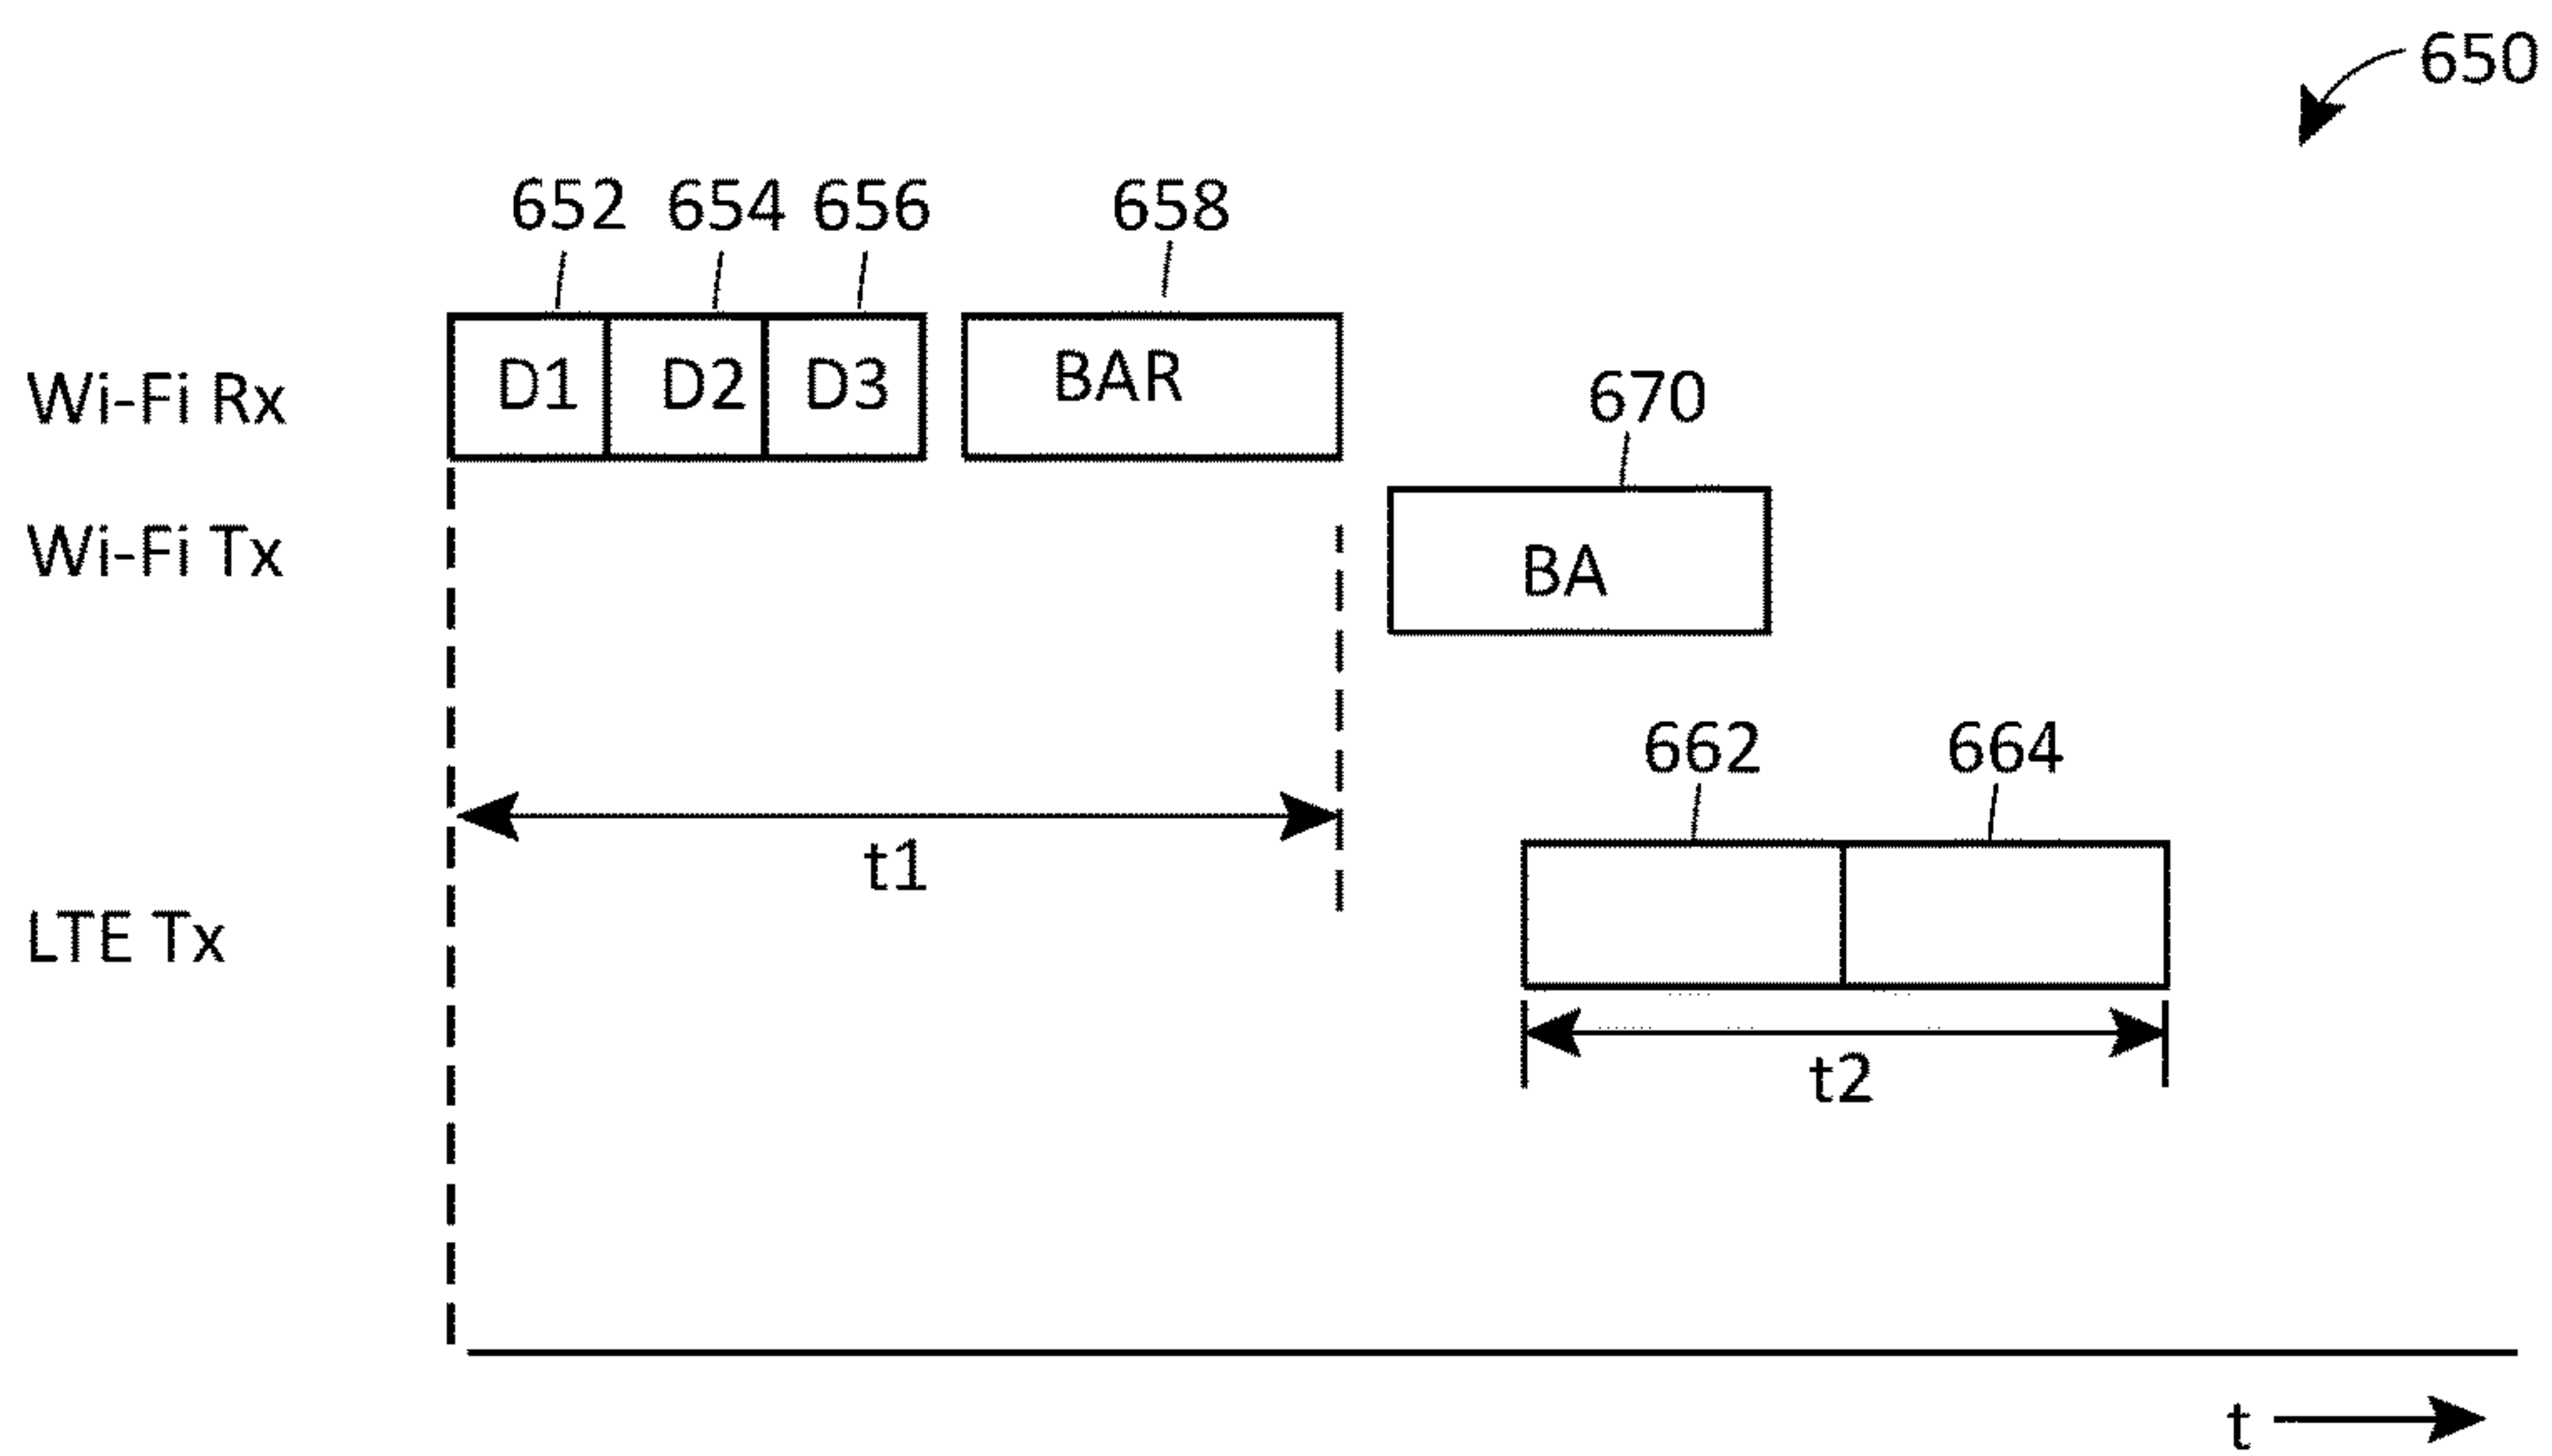 650
652 654 656 658
Wi-Fi Rx D1 D2 D3 BAR
670
Wi-Fi Tx BA
662 664
t1
LTE Tx
t2
t